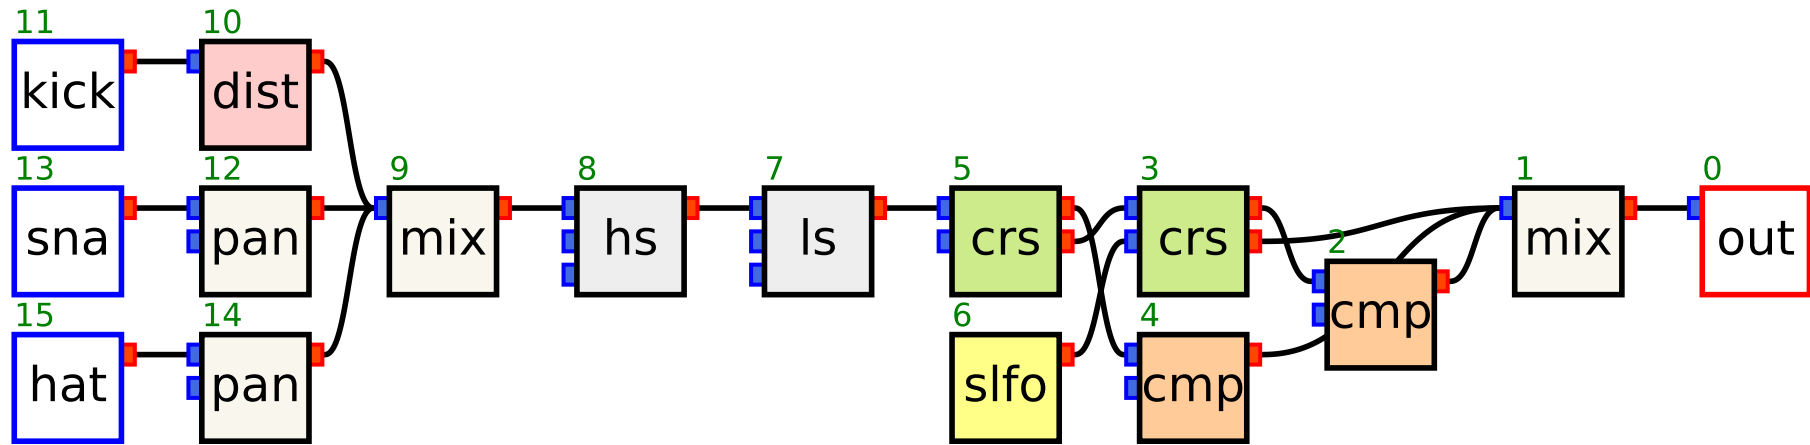 11
kick
10
dist
13
sna
12
pan
9
mix
8
hs
7
ls
5
crs
3
crs
2
cmp
1
mix
0
out
15
hat
14
pan
6
slfo
4
cmp